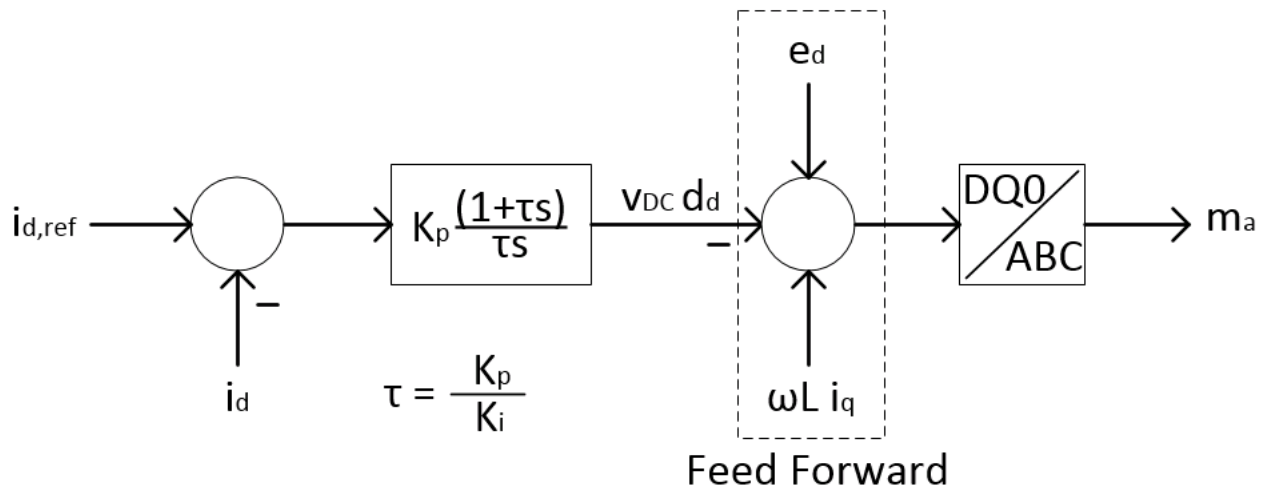 e_d
i_d,ref
K_p (1+τs)/τs
v_DC d_d
−
DQ0
ABC
m_a
−
i_d
τ = K_p/K_i
ωL i_q
Feed Forward